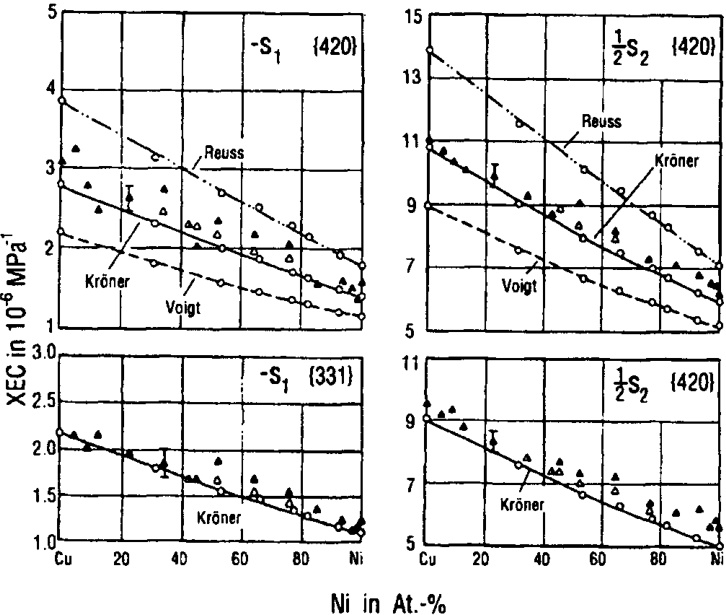 5
4
3
2
1
-S₁ {420}
Reuss
Kröner
Voigt
15
13
11
9
7
5
½S₂ {420}
Reuss
Kröner
Voigt
XEC in 10⁻⁶ MPa⁻¹
3.0
2.5
2.0
1.5
1.0
-S₁ {331}
Kröner
Cu 20 40 60 80 Ni
11
9
7
5
½S₂ {420}
Kröner
Cu 20 40 60 80 Ni
Ni in At.-%